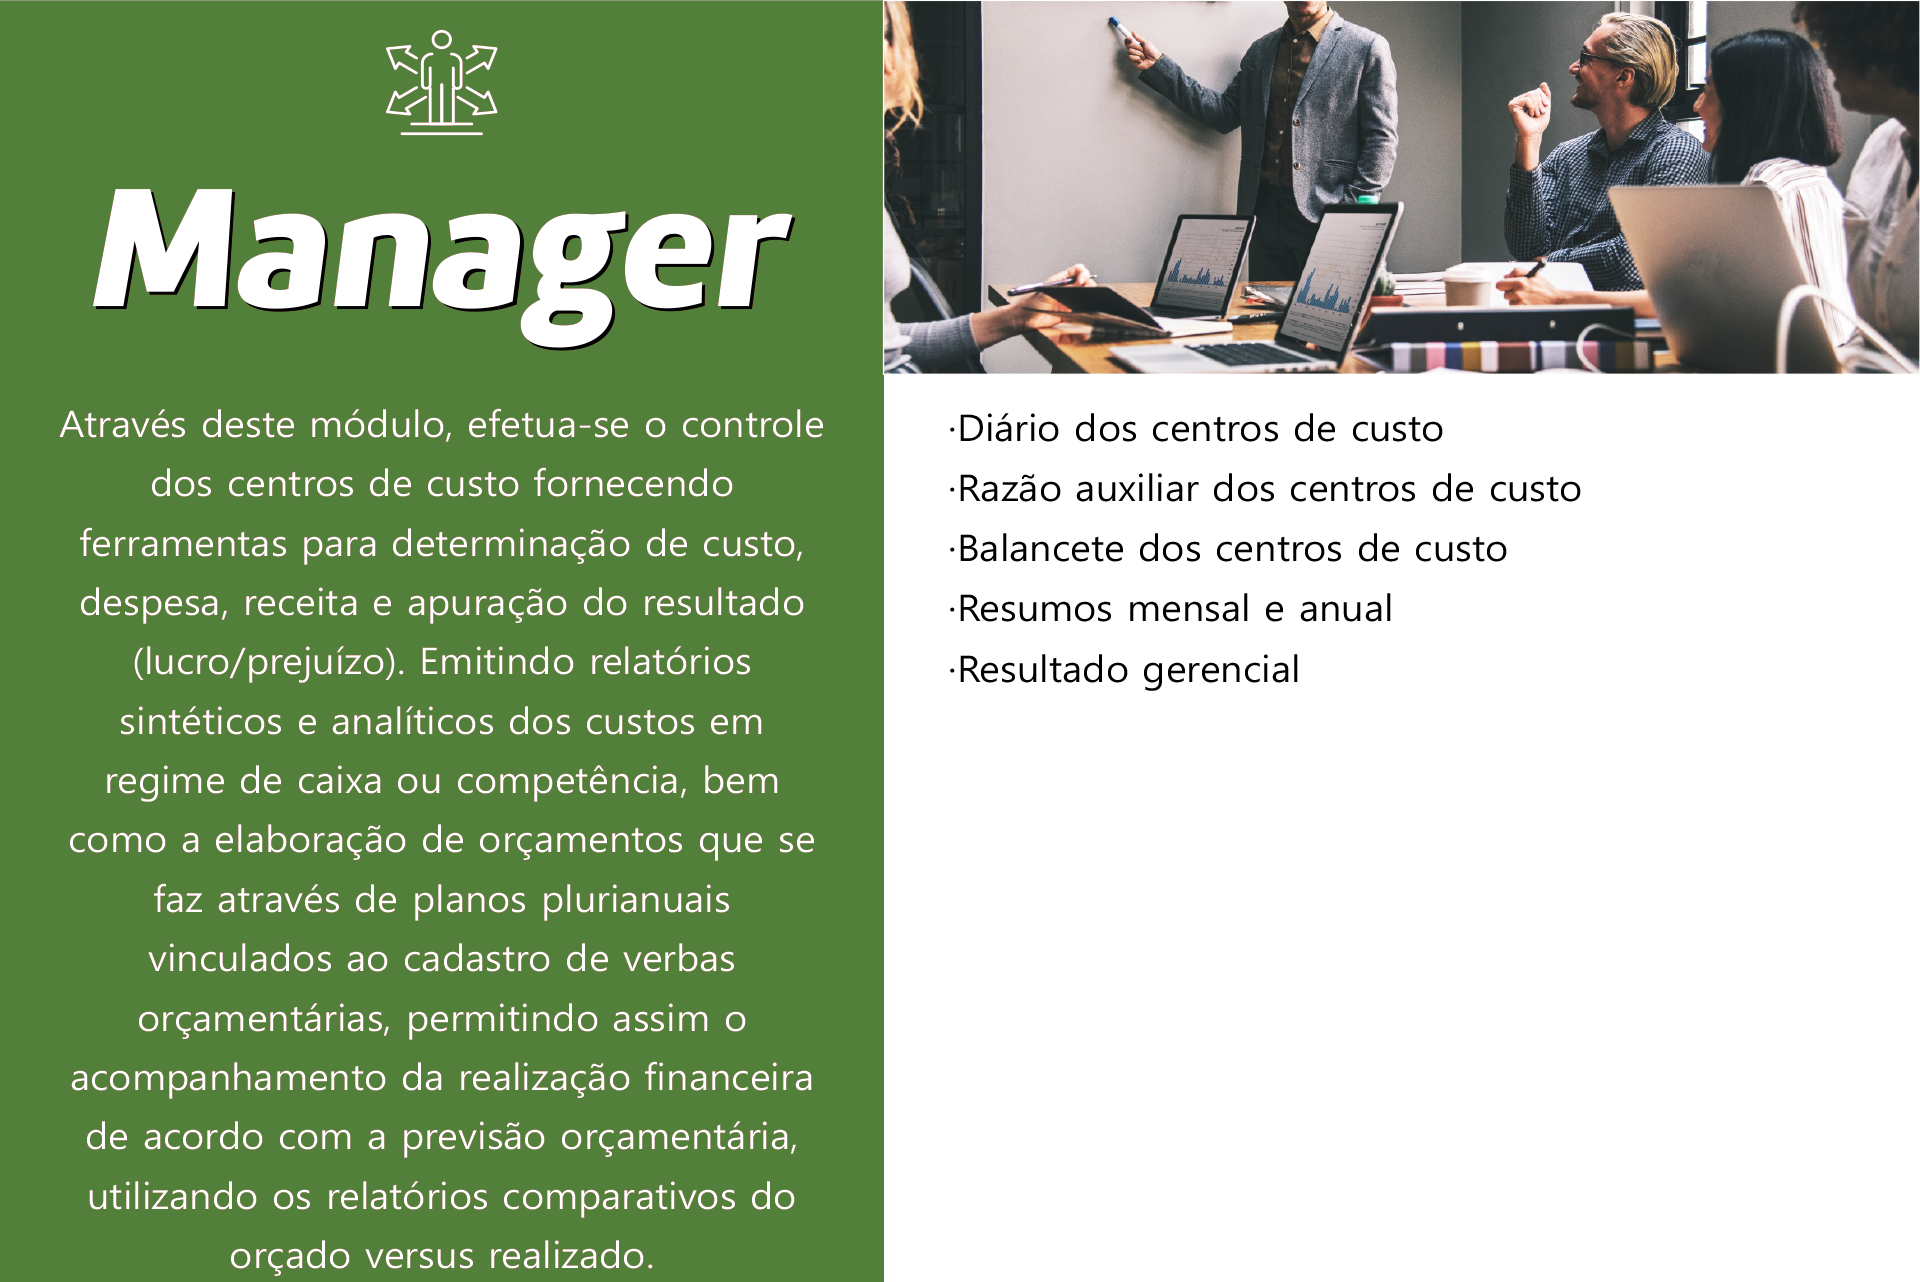 Manager
Através deste módulo, efetua-se o controle
dos centros de custo fornecendo
ferramentas para determinação de custo,
despesa, receita e apuração do resultado
(lucro/prejuízo). Emitindo relatórios
sintéticos e analíticos dos custos em
regime de caixa ou competência, bem
como a elaboração de orçamentos que se
faz através de planos plurianuais
vinculados ao cadastro de verbas
orçamentárias, permitindo assim o
acompanhamento da realização financeira
de acordo com a previsão orçamentária,
utilizando os relatórios comparativos do
orçado versus realizado.
·Diário dos centros de custo
·Razão auxiliar dos centros de custo
·Balancete dos centros de custo
·Resumos mensal e anual
·Resultado gerencial